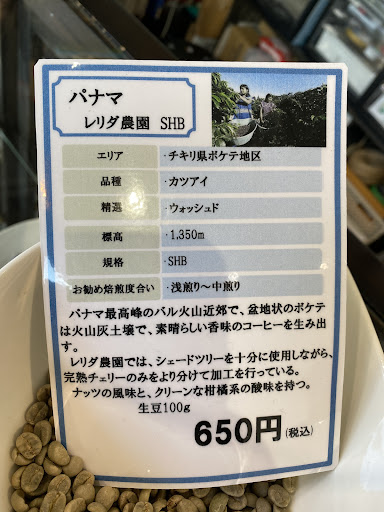 パナマ
レリダ農園 SHB
エリア ・チキリ県ボケテ地区
品種 ・カツアイ
精選 ・ウォッシュド
標高 ・1,350m
規格 ・SHB
お勧め焙煎度合い ・浅煎り～中煎り
パナマ最高峰のバル火山近郊で、盆地状のボケテ
は火山灰土壌で、素晴らしい香味のコーヒーを生み出
す。
レリダ農園では、シェードツリーを十分に使用しながら、
完熟チェリーのみをより分けて加工を行っている。
ナッツの風味と、クリーンな柑橘系の酸味を持つ。
生豆100g
650円(税込)